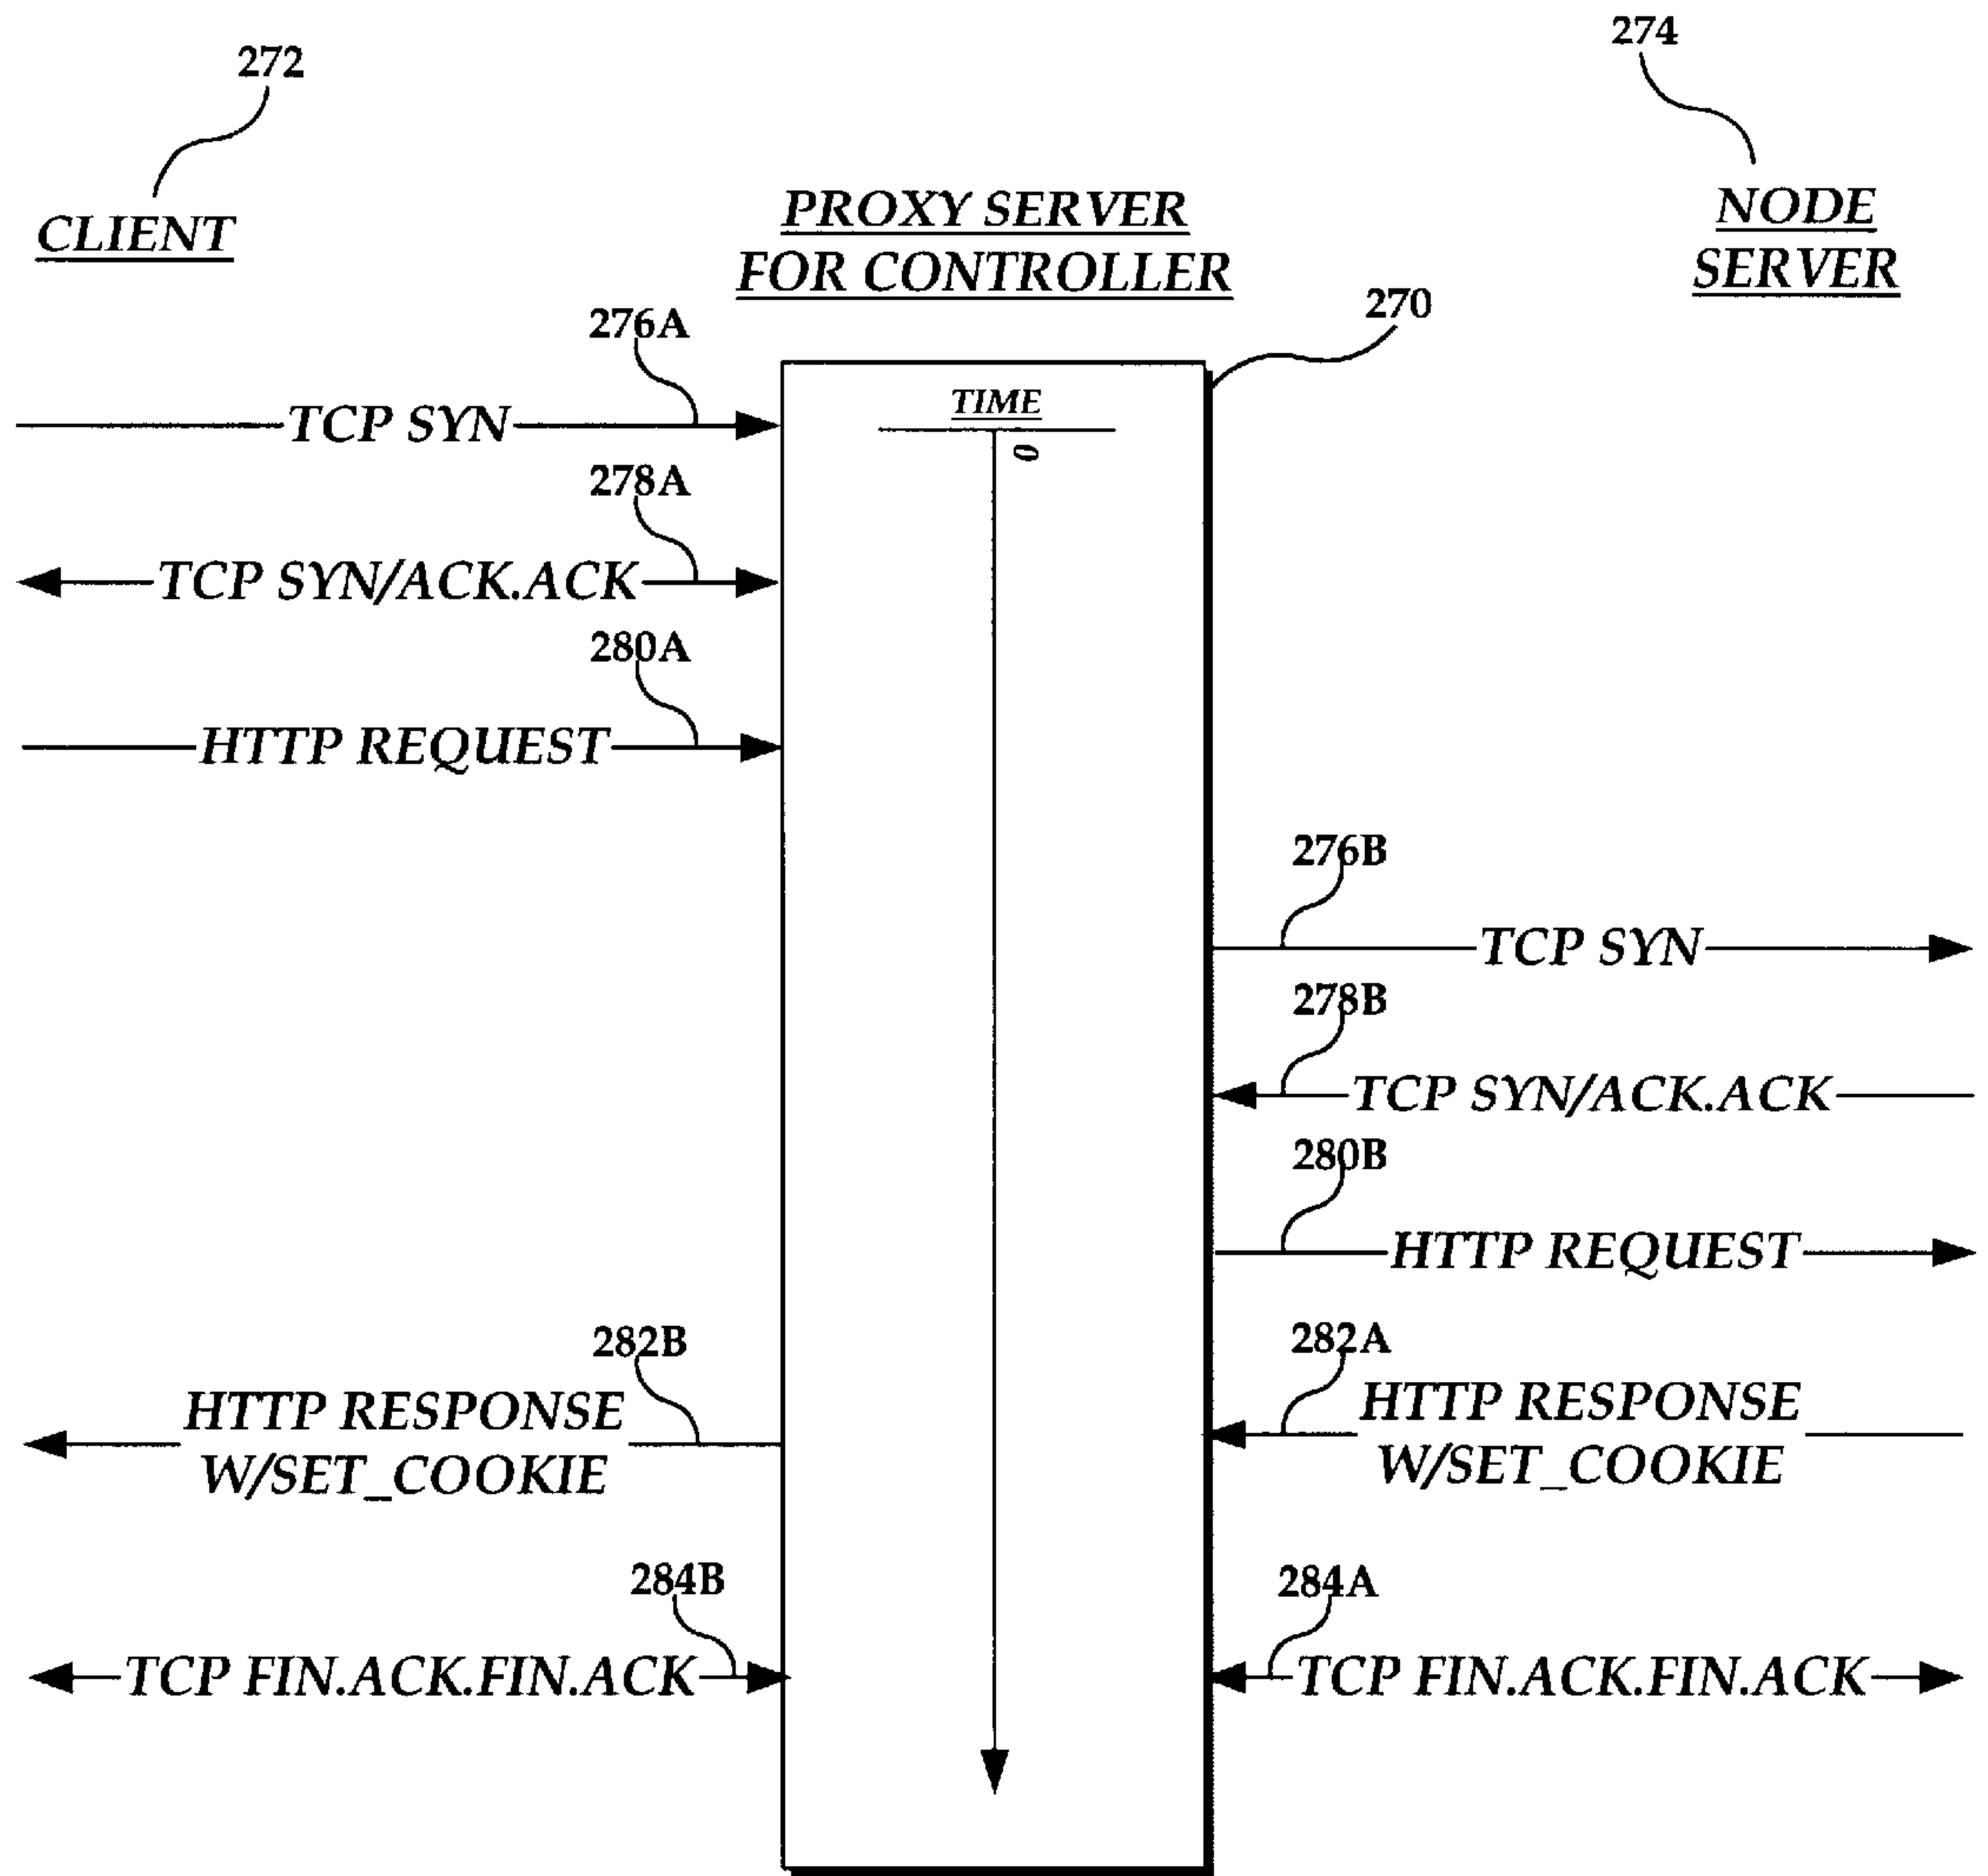 272
274
CLIENT
PROXY SERVER
FOR CONTROLLER
NODE
SERVER
270
276A
TIME
0
TCP SYN
278A
TCP SYN/ACK.ACK
280A
HTTP REQUEST
276B
TCP SYN
278B
TCP SYN/ACK.ACK
280B
HTTP REQUEST
282B
HTTP RESPONSE
W/SET_COOKIE
282A
HTTP RESPONSE
W/SET_COOKIE
284B
TCP FIN.ACK.FIN.ACK
284A
TCP FIN.ACK.FIN.ACK